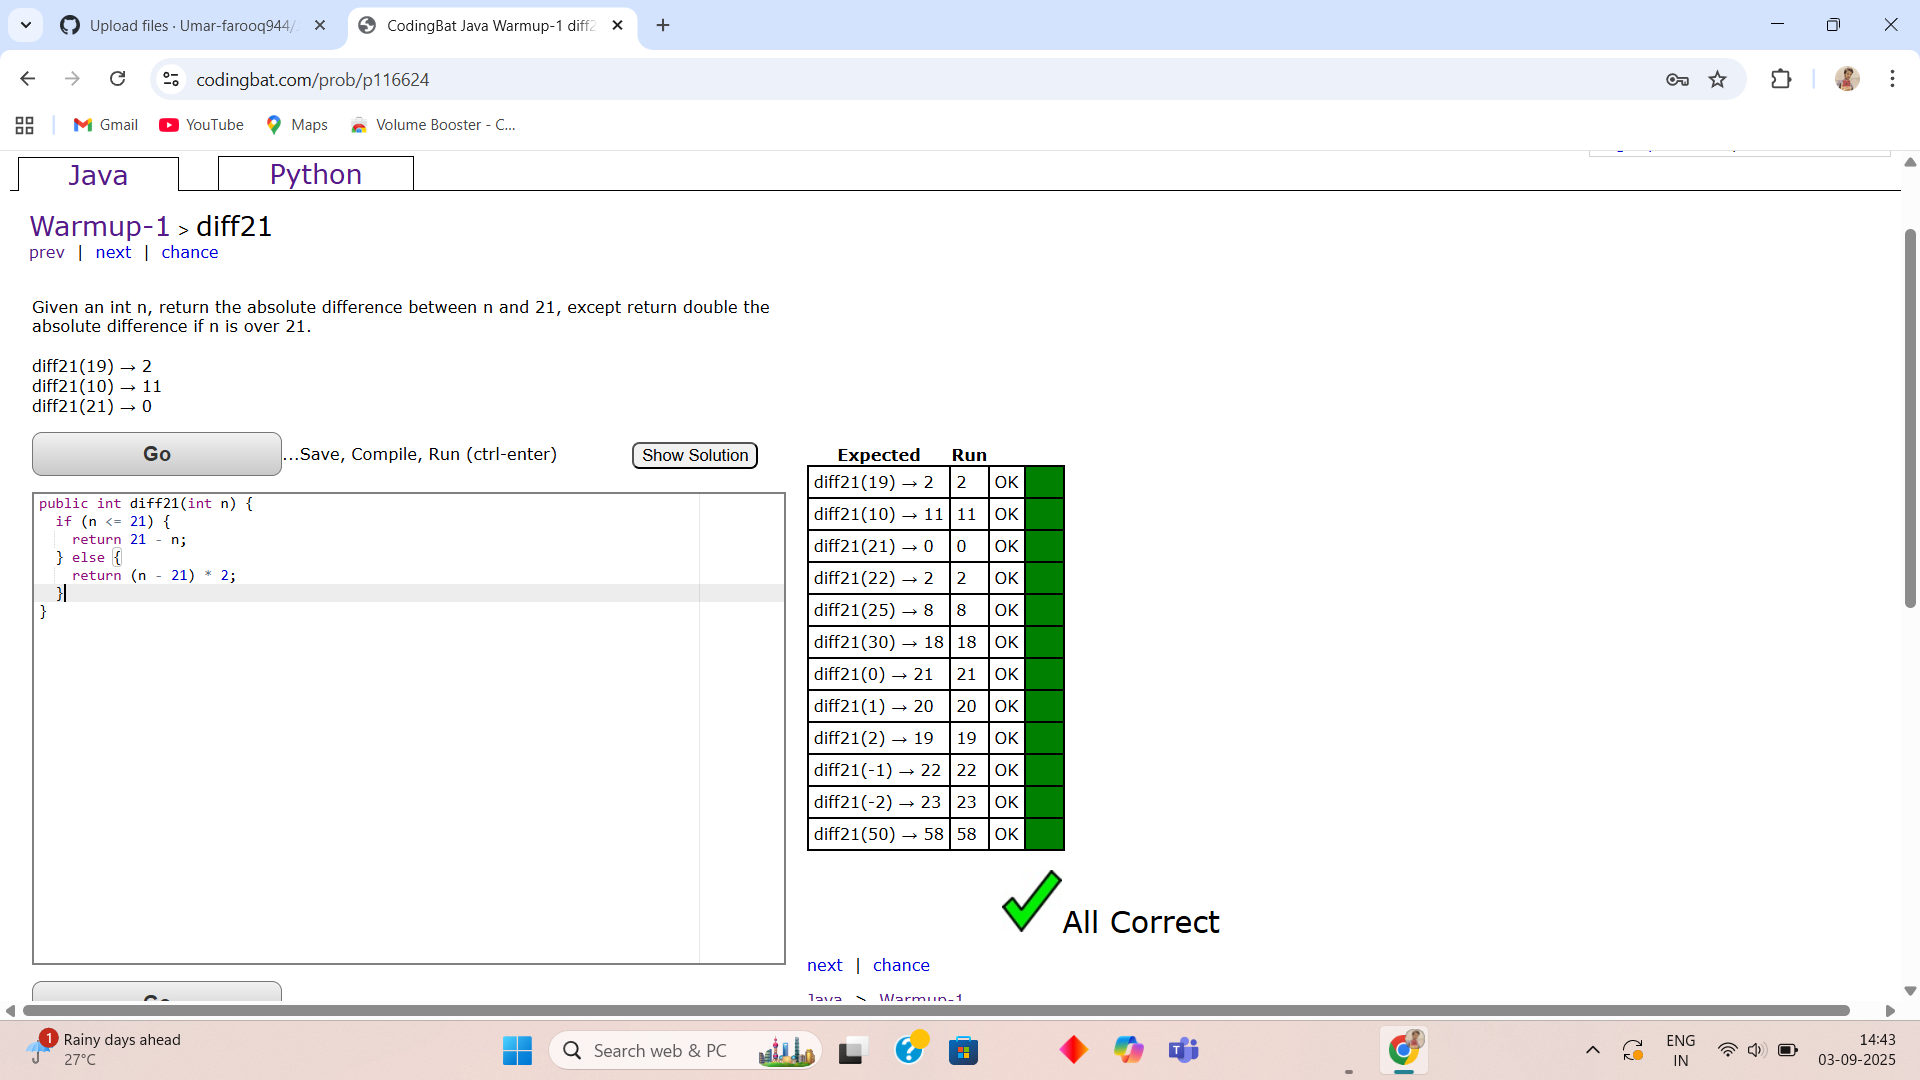 Upload files · Umar-farooq944/
CodingBat Java Warmup-1 diff2
codingbat.com/prob/p116624
Gmail
YouTube
Maps
Volume Booster - C...
Java
Python
Warmup-1 > diff21
prev | next | chance
Given an int n, return the absolute difference between n and 21, except return double the
absolute difference if n is over 21.
diff21(19) → 2
diff21(10) → 11
diff21(21) → 0
Go
...Save, Compile, Run (ctrl-enter)
Show Solution
public int diff21(int n) {
if (n <= 21) {
return 21 - n;
} else {
return (n - 21) * 2;
}
}
Go
Expected Run
diff21(19) → 2 2 OK
diff21(10) → 11 11 OK
diff21(21) → 0 0 OK
diff21(22) → 2 2 OK
diff21(25) → 8 8 OK
diff21(30) → 18 18 OK
diff21(0) → 21 21 OK
diff21(1) → 20 20 OK
diff21(2) → 19 19 OK
diff21(-1) → 22 22 OK
diff21(-2) → 23 23 OK
diff21(50) → 58 58 OK
All Correct
next | chance
Java > Warmup-1
1
Rainy days ahead
27°C
Search web & PC
ENG
IN
14:43
03-09-2025